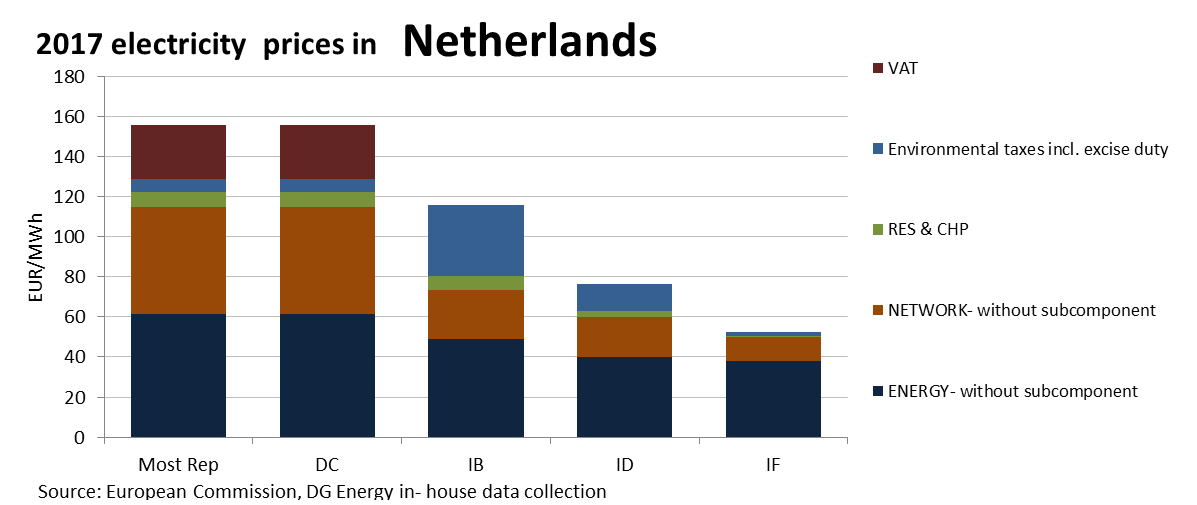 2017 electricity prices in Netherlands
180
160
140
120
100
80
60
40
20
0
EUR/MWh
Most Rep
DC
IB
ID
IF
VAT
Environmental taxes incl. excise duty
RES & CHP
NETWORK- without subcomponent
ENERGY- without subcomponent
Source: European Commission, DG Energy in- house data collection